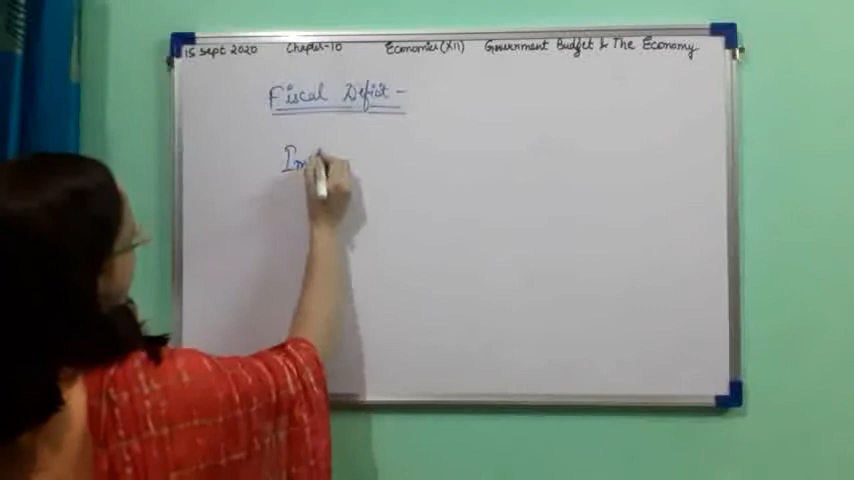 15 Sept 2020 Chapter-10 Economics (XII) Government Budget & The Economy
Fiscal Deficit -
Im